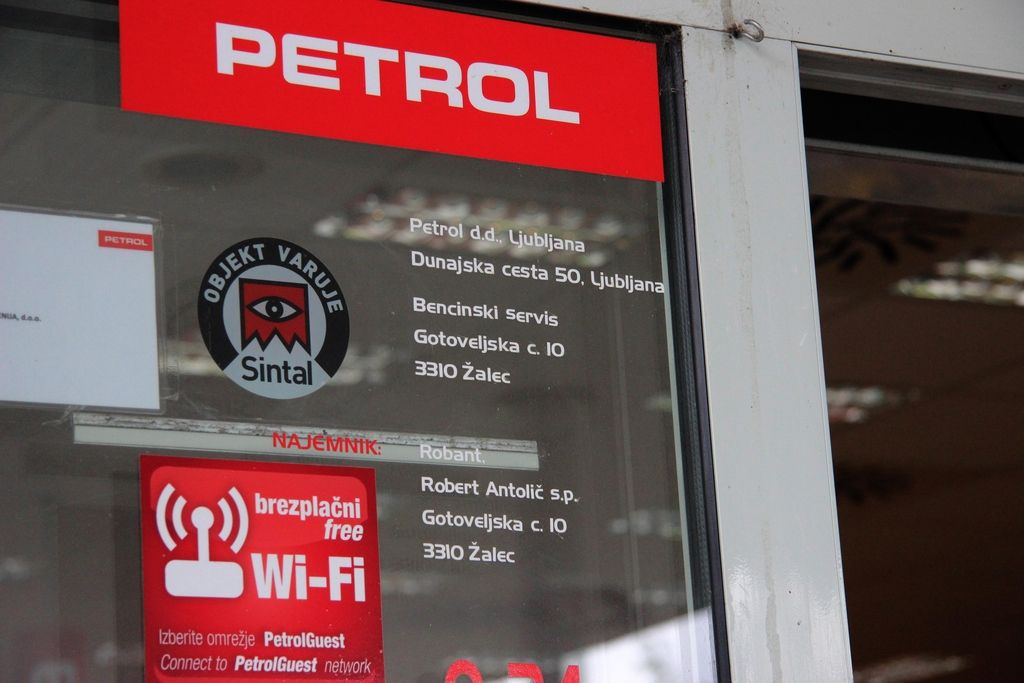 PETROL
PETROL
NIJA, d.o.o.
OBJEKT VARUJE
Sintal
Petrol d.d., Ljubljana
Dunajska cesta 50, Ljubljana
Bencinski servis
Gotoveljska c. 10
3310 Žalec
NAJEMNIK:
Robant,
Robert Antolič s.p.
Gotoveljska c. 10
3310 Žalec
brezplačni
free
Wi-Fi
Izberite omrežje PetrolGuest
Connect to PetrolGuest network